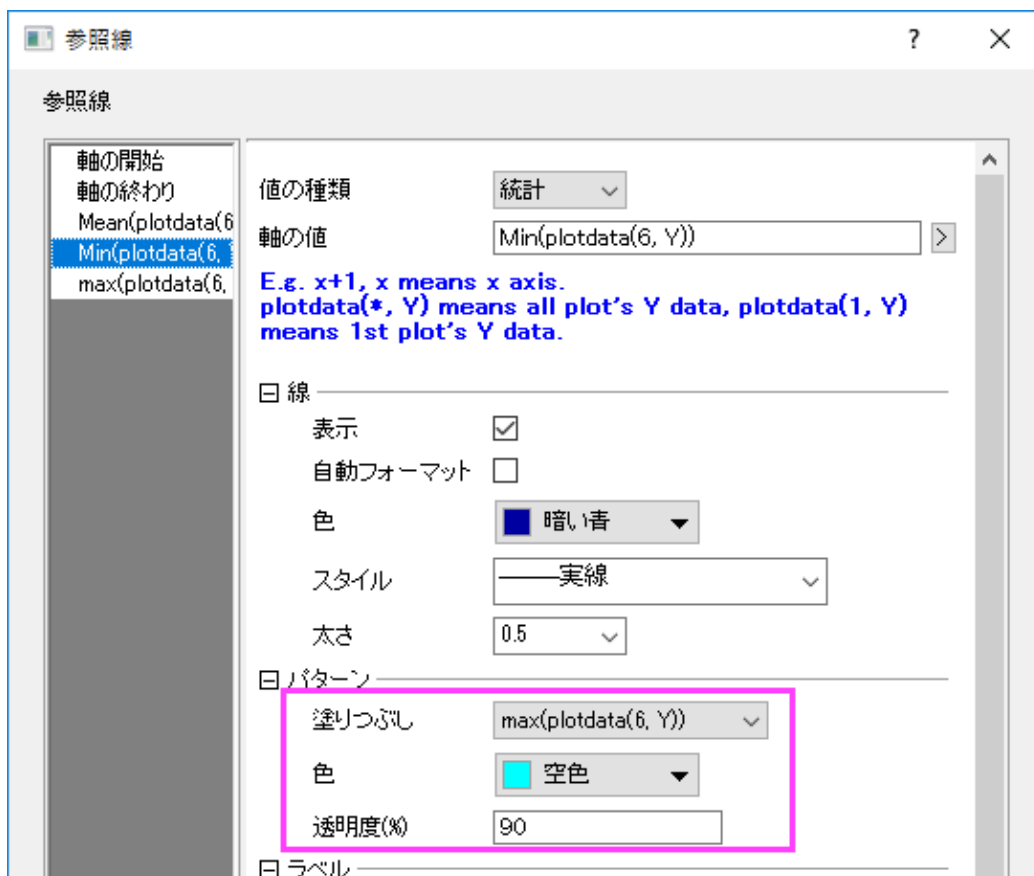 参照線
?
参照線
軸の開始
軸の終わり
Mean(plotdata(6
Min(plotdata(6,
max(plotdata(6,
値の種類 統計
軸の値 Min(plotdata(6, Y)) >
E.g. x+1, x means x axis.
plotdata(*, Y) means all plot's Y data, plotdata(1, Y)
means 1st plot's Y data.
線
表示
自動フォーマット
色 暗い青
スタイル 実線
太さ 0.5
パターン
塗りつぶし max(plotdata(6, Y))
色 空色
透明度(%) 90
ラベル